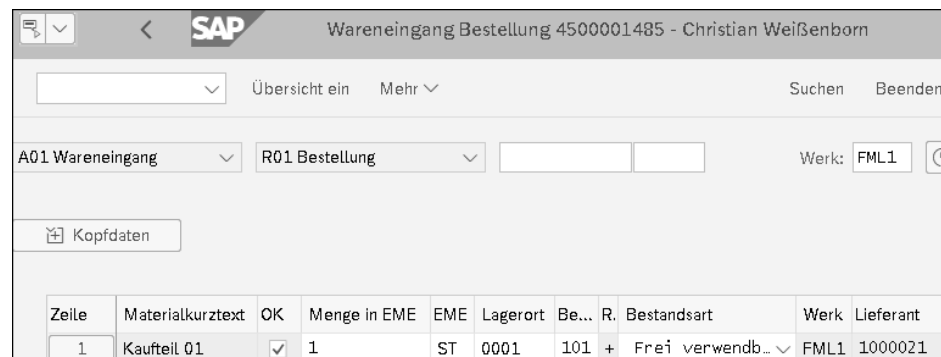 SAP Wareneingang Bestellung 4500001485 - Christian Weißenborn
Übersicht ein Mehr Suchen Beenden
A01 Wareneingang R01 Bestellung Werk: FML1
Kopfdaten
Zeile Materialkurztext OK Menge in EME EME Lagerort Be... R. Bestandsart Werk Lieferant
1 Kaufteil 01 1 ST 0001 101 + Frei verwendb... FML1 1000021